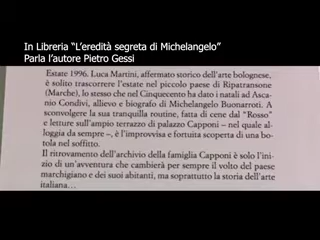 In Libreria “L’eredità segreta di Michelangelo”
Parla l’autore Pietro Gessi
Estate 1996. Luca Martini, affermato storico dell'arte bolognese,
è solito trascorrere l'estate nel piccolo paese di Ripatransone
(Marche), lo stesso che nel Cinquecento ha dato i natali ad Asca-
nio Condivi, allievo e biografo di Michelangelo Buonarroti. A
sconvolgere la sua tranquilla routine, fatta di cene dal “Rosso”
e letture sull'ampio terrazzo di palazzo Capponi – nel quale al-
loggia da sempre –, è l'improvvisa e fortuita scoperta di una bo-
tola nel soffitto.
Il ritrovamento dell'archivio della famiglia Capponi è solo l'ini-
zio di un'avventura che cambierà per sempre il volto del paese
marchigiano e dei suoi abitanti, ma soprattutto la storia dell'arte
italiana…